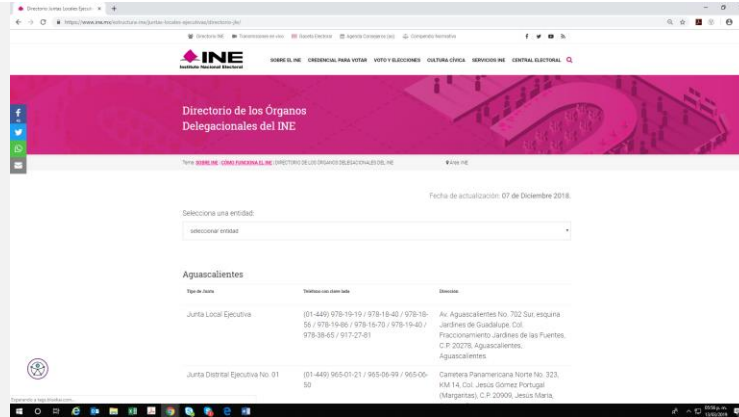 Directorio Juntas Locales Ejecut
https://www.ine.mx/estructura-ine/juntas-locales-ejecutivas/directorio-jle/
Directorio INE Transmisiones en vivo Gaceta Electoral Agenda Consejeros (as) Compendio Normativo
INE
Instituto Nacional Electoral
SOBRE EL INE CREDENCIAL PARA VOTAR VOTO Y ELECCIONES CULTURA CÍVICA SERVICIOS INE CENTRAL ELECTORAL
Directorio de los Órganos
Delegacionales del INE
Tema: SOBRE INE / CÓMO FUNCIONA EL INE / DIRECTORIO DE LOS ÓRGANOS DELEGACIONALES DEL INE Área: INE
Fecha de actualización: 07 de Diciembre 2018.
Selecciona una entidad:
seleccionar entidad
Aguascalientes
Tipo de Junta Teléfono con clave lada Dirección
Junta Local Ejecutiva (01-449) 978-19-19 / 978-18-40 / 978-18- Av. Aguascalientes No. 702 Sur, esquina
56 / 978-19-86 / 978-16-70 / 978-19-40 / Jardines de Guadalupe. Col.
978-38-65 / 917-27-81 Fraccionamiento Jardines de las Fuentes,
C.P. 20278, Aguascalientes,
Aguascalientes.
Junta Distrital Ejecutiva No. 01 (01-449) 965-01-21 / 965-06-99 / 965-06- Carretera Panamericana Norte No. 323,
50 KM 14, Col. Jesús Gómez Portugal
(Margaritas), C.P. 20909, Jesús María,